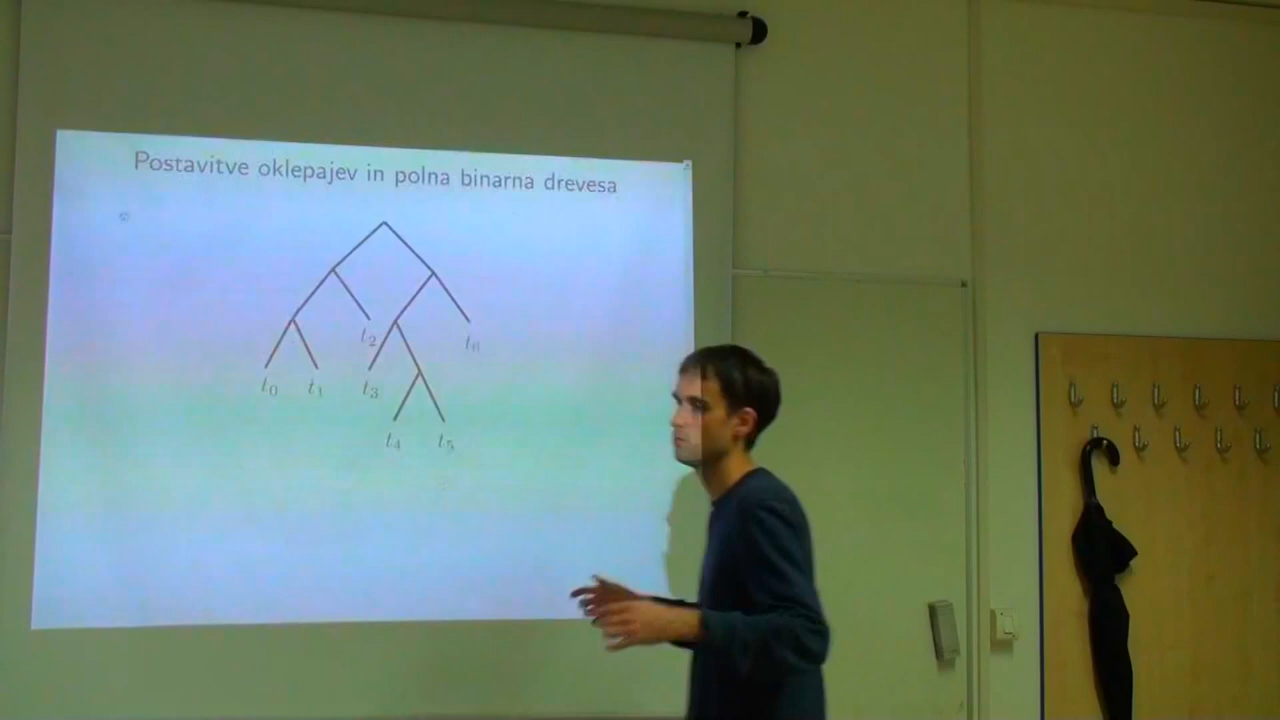 Postavitve oklepajev in polna binarna drevesa
t₂ t₆
t₀ t₁ t₃
t₄ t₅